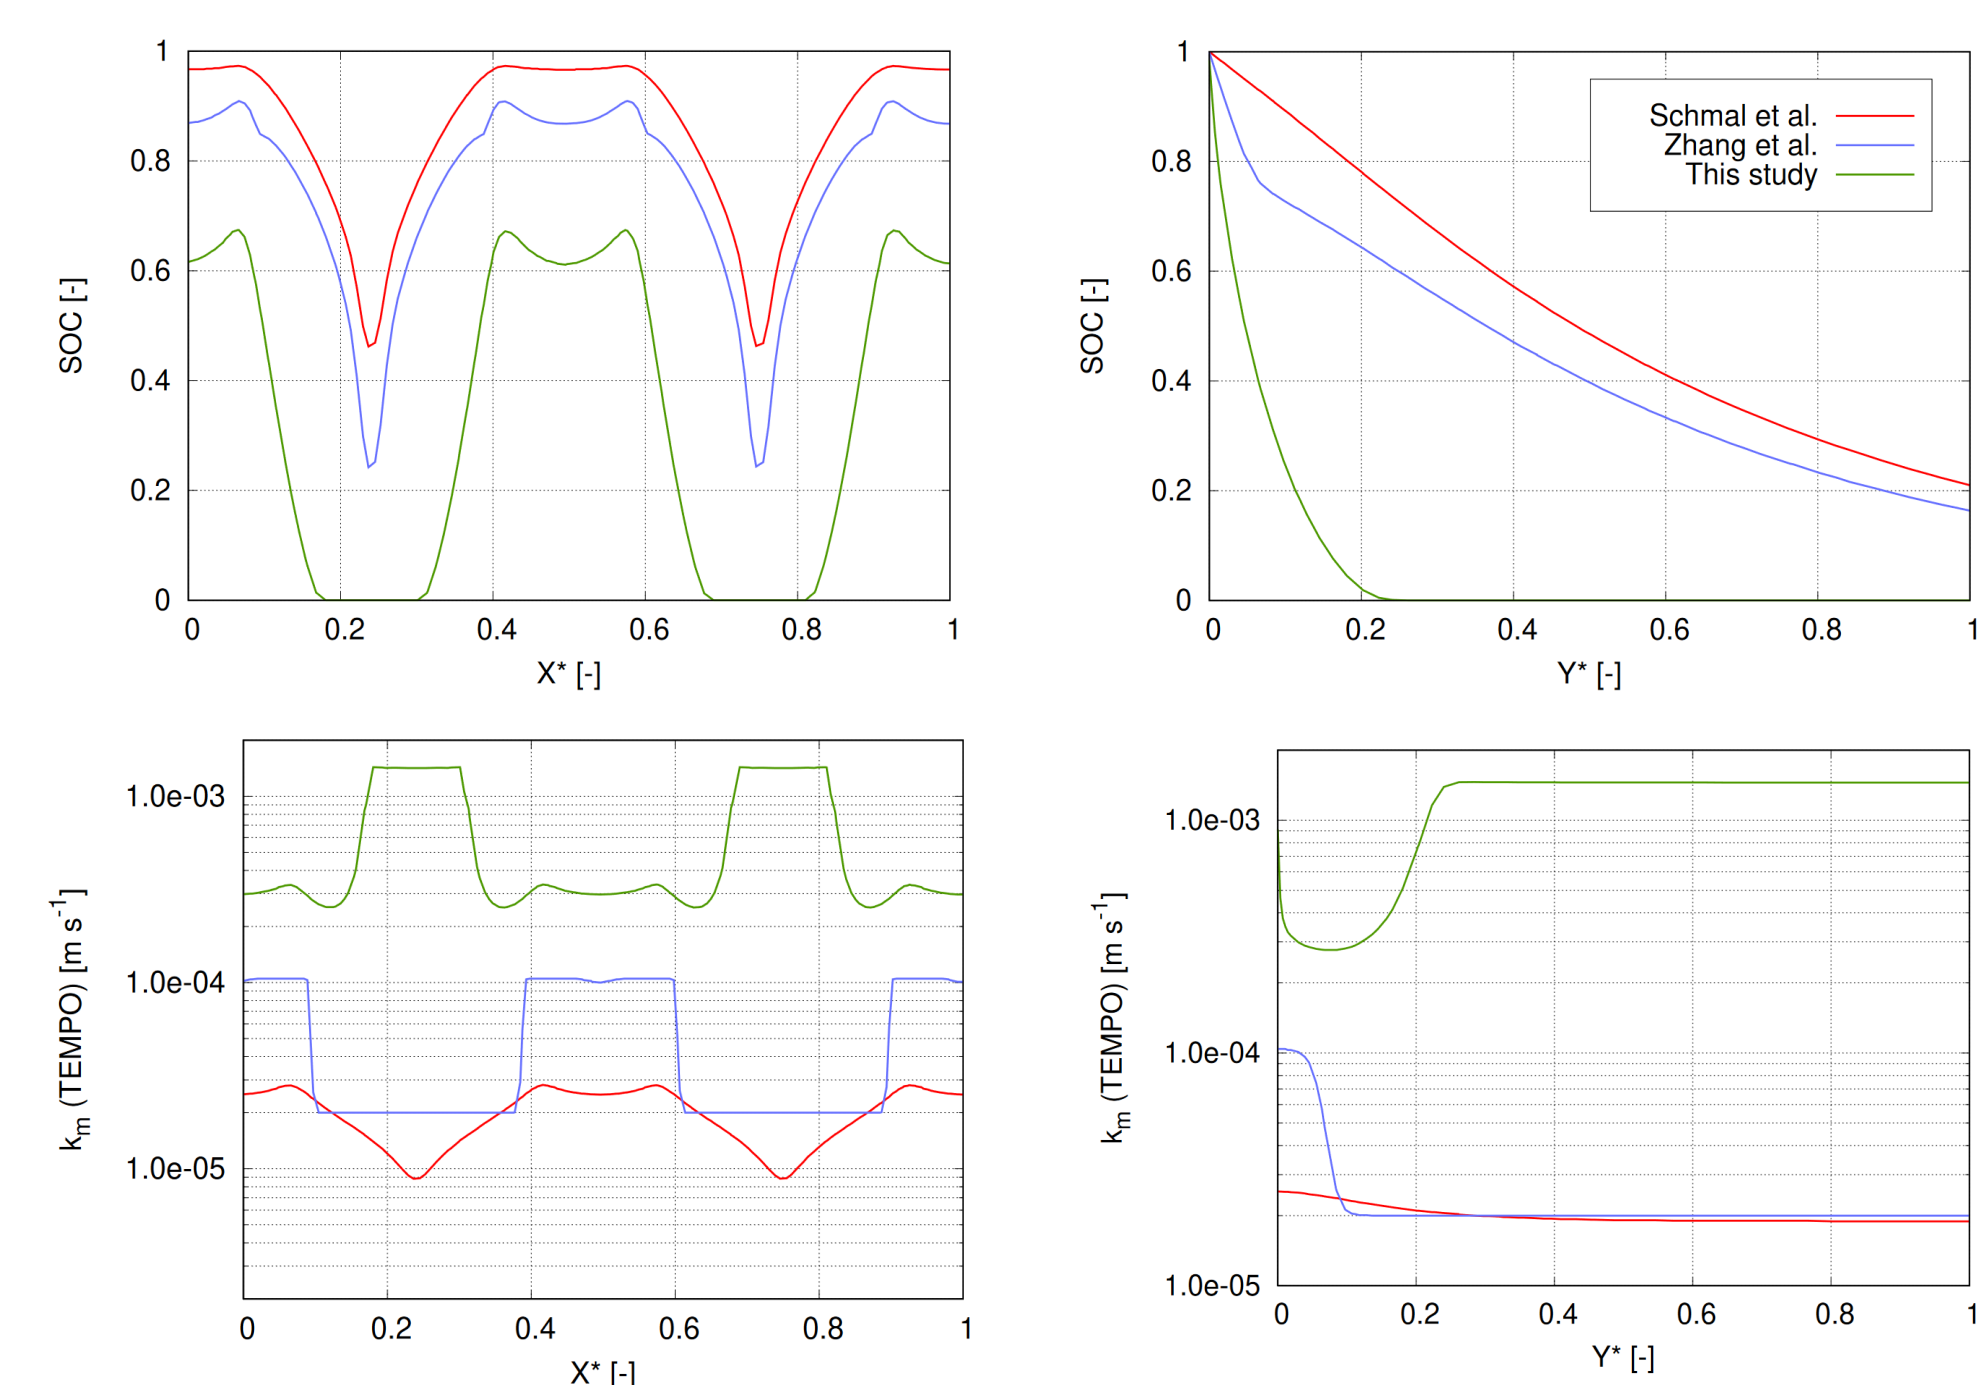 1
0.8
0.6
0.4
0.2
0
SOC [-]
0 0.2 0.4 0.6 0.8 1
X* [-]
1
0.8
0.6
0.4
0.2
0
SOC [-]
Schmal et al.
Zhang et al.
This study
0 0.2 0.4 0.6 0.8 1
Y* [-]
1.0e-03
1.0e-04
1.0e-05
km (TEMPO) [m s-1]
0 0.2 0.4 0.6 0.8 1
X* [-]
1.0e-03
1.0e-04
1.0e-05
km (TEMPO) [m s-1]
0 0.2 0.4 0.6 0.8 1
Y* [-]